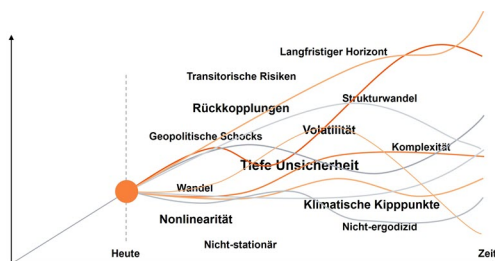 Langfristiger Horizont
Transitorische Risiken
Strukturwandel
Rückkopplungen
Volatilität
Geopolitische Schocks
Komplexität
Tiefe Unsicherheit
Wandel
Klimatische Kipppunkte
Nonlinearität
Nicht-ergodizid
Nicht-stationär
Heute
Zeit